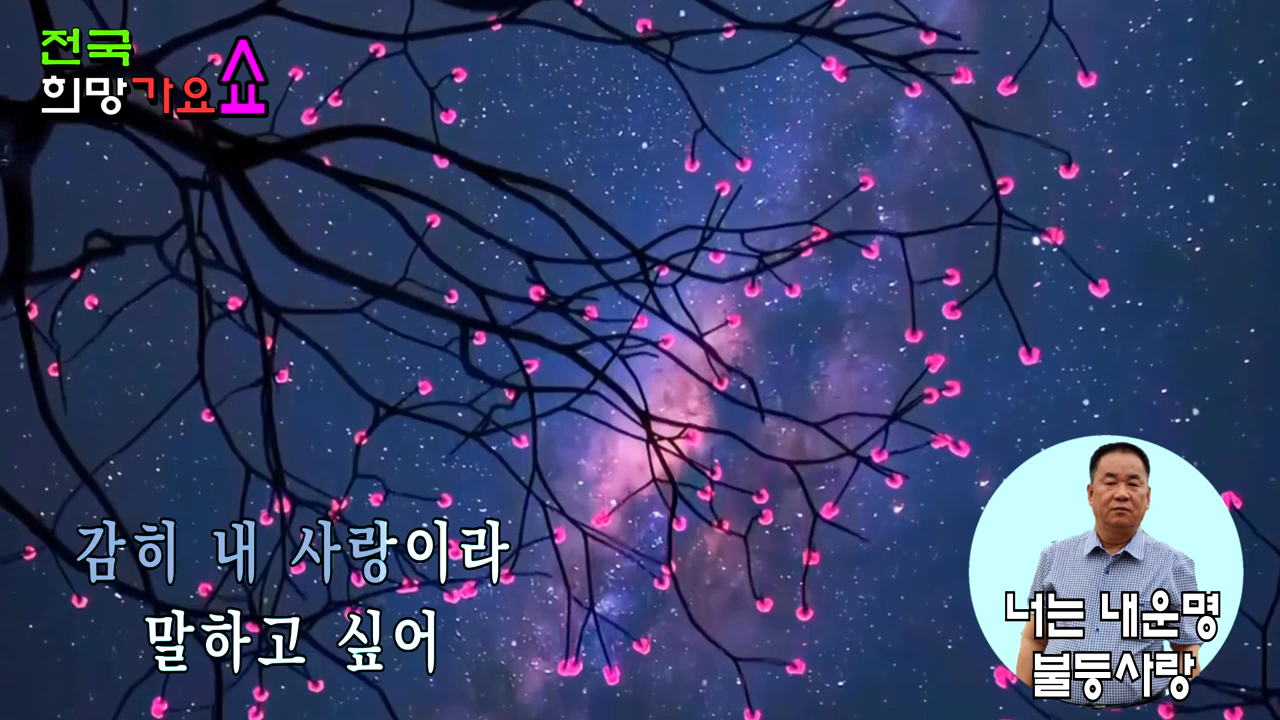 전국
희망가요쇼
감히 내 사랑이라
말하고 싶어
너는 내운명
불등사랑